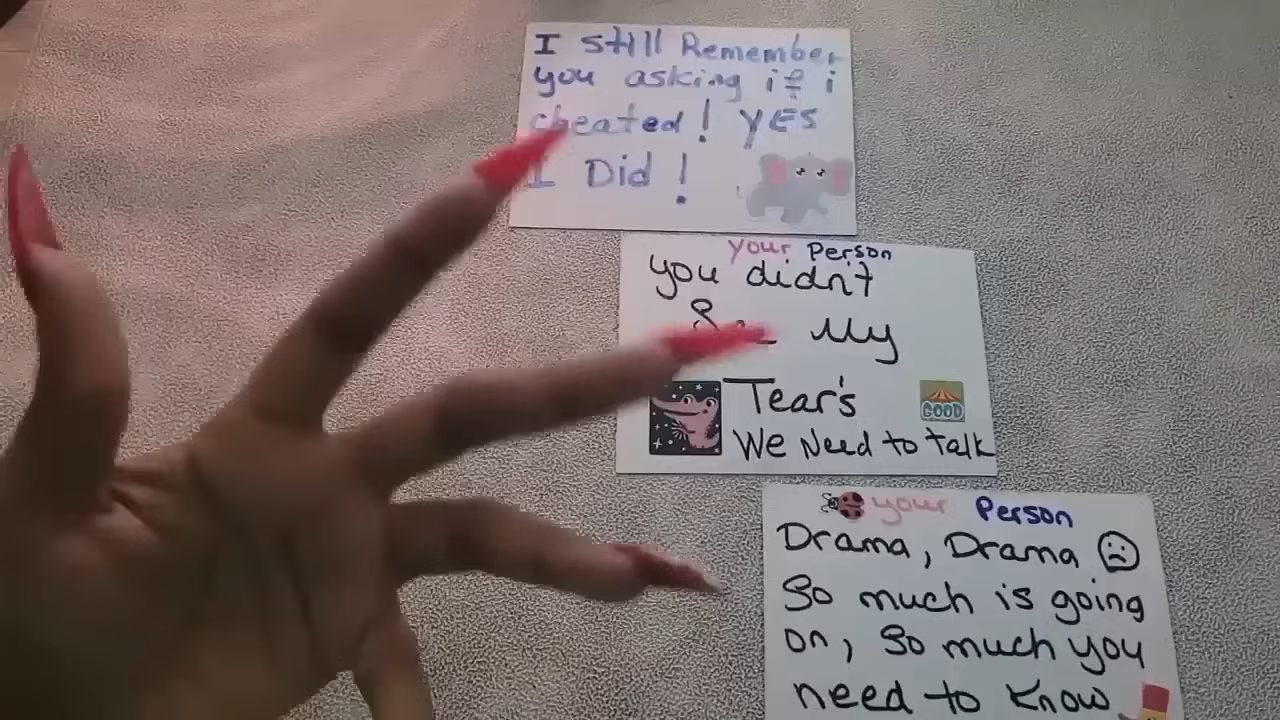 I still Remember
you asking if i
cheated! YES
I Did!
your Person
you didn't
My
Tear's
GOOD
We Need to talk
your Person
Drama, Drama
So much is going
on, So much you
need to Know